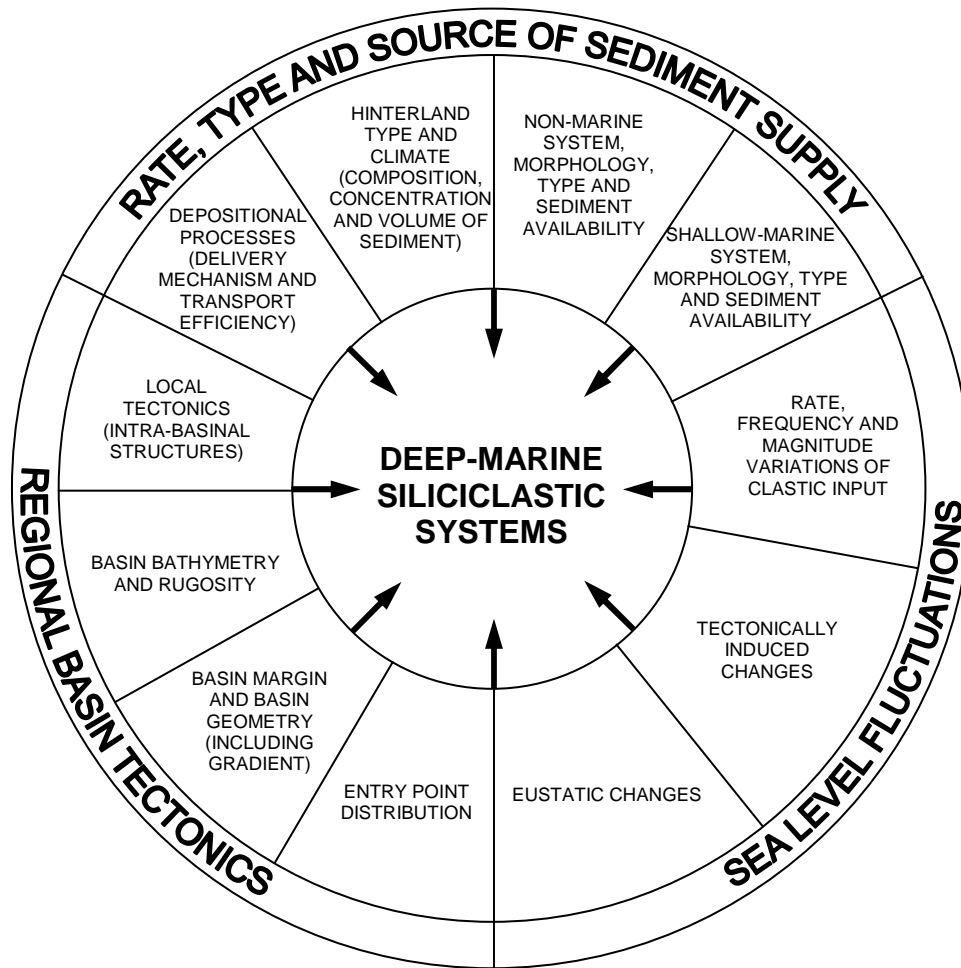 RATE, TYPE AND SOURCE OF SEDIMENT SUPPLY
HINTERLAND
TYPE AND
CLIMATE
(COMPOSITION,
CONCENTRATION
AND VOLUME OF
SEDIMENT)
NON-MARINE
SYSTEM,
MORPHOLOGY,
TYPE AND
SEDIMENT
AVAILABILITY
DEPOSITIONAL
PROCESSES
(DELIVERY
MECHANISM AND
TRANSPORT
EFFICIENCY)
SHALLOW-MARINE
SYSTEM,
MORPHOLOGY, TYPE
AND SEDIMENT
AVAILABILITY
LOCAL
TECTONICS
(INTRA-BASINAL
STRUCTURES)
DEEP-MARINE
SILICICLASTIC
SYSTEMS
RATE,
FREQUENCY AND
MAGNITUDE
VARIATIONS OF
CLASTIC INPUT
BASIN BATHYMETRY
AND RUGOSITY
TECTONICALLY
INDUCED
CHANGES
BASIN MARGIN
AND BASIN
GEOMETRY
(INCLUDING
GRADIENT)
ENTRY POINT
DISTRIBUTION
EUSTATIC CHANGES
REGIONAL BASIN TECTONICS
SEA LEVEL FLUCTUATIONS